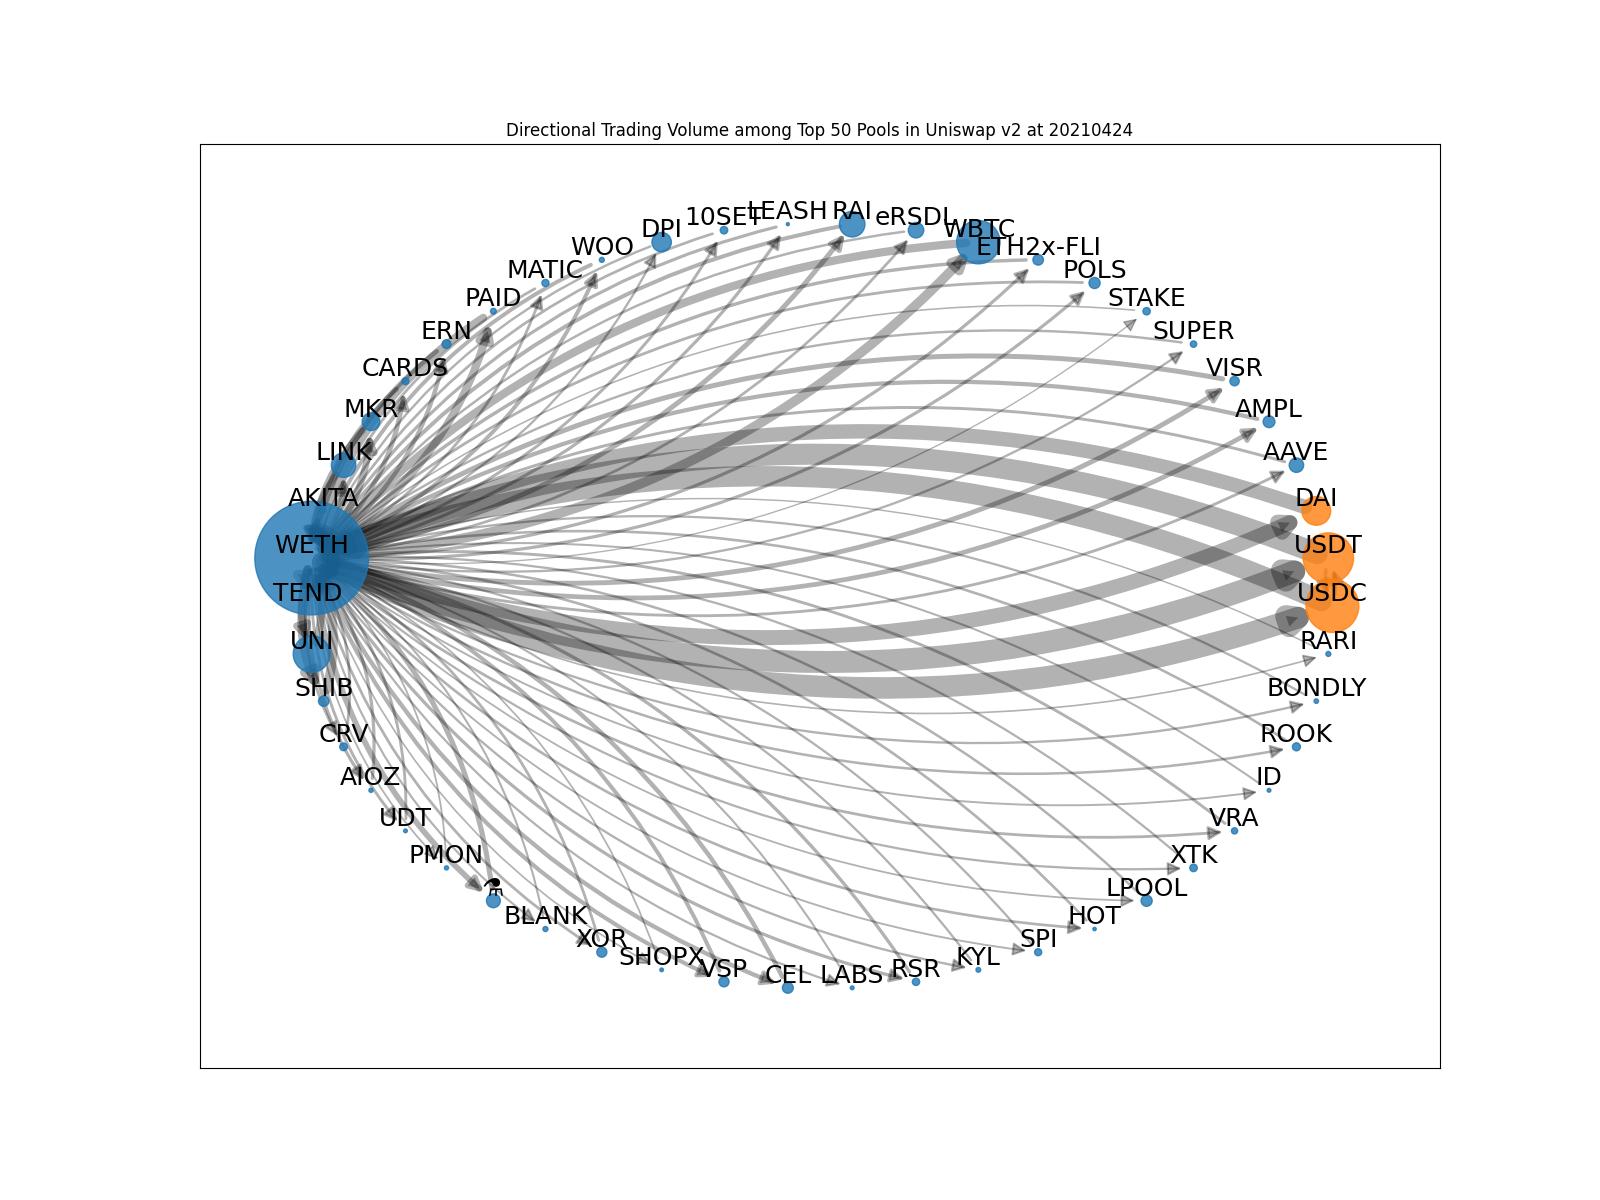 Directional Trading Volume among Top 50 Pools in Uniswap v2 at 20210424
LEASH
RAI
10SET
eRSDL
DPI
WBTC
WOO
ETH2x-FLI
MATIC
POLS
PAID
STAKE
ERN
SUPER
CARDS
VISR
MKR
AMPL
LINK
AAVE
AKITA
DAI
WETH
USDT
TEND
USDC
UNI
RARI
SHIB
BONDLY
CRV
ROOK
AIOZ
ID
UDT
VRA
PMON
XTK
⚗
LPOOL
BLANK
HOT
XOR
SPI
SHOPX
KYL
VSP
RSR
CEL
LABS